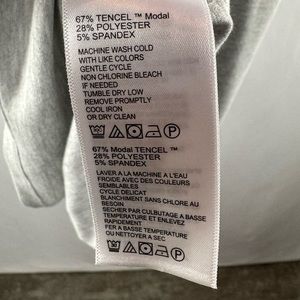 67% TENCEL ™ Modal
28% POLYESTER
5% SPANDEX
MACHINE WASH COLD
WITH LIKE COLORS
GENTLE CYCLE
NON CHLORINE BLEACH
IF NEEDED
TUMBLE DRY LOW
REMOVE PROMPTLY
COOL IRON
OR DRY CLEAN
67% Modal TENCEL ™
28% POLYESTER
5% SPANDEX
LAVER A LA MACHINE A L'EAU
FROIDE AVEC DES COULEURS
SEMBLABLES
CYCLE DELICAT
BLANCHIMENT SANS CHLORE AU
BESOIN
SECHER PAR CULBUTAGE A BASSE
TEMPERATURE ET ENLEVEZ
RAPIDEMENT
FER A BASSE TEMPERATURE
OU NETTOYER A SEC